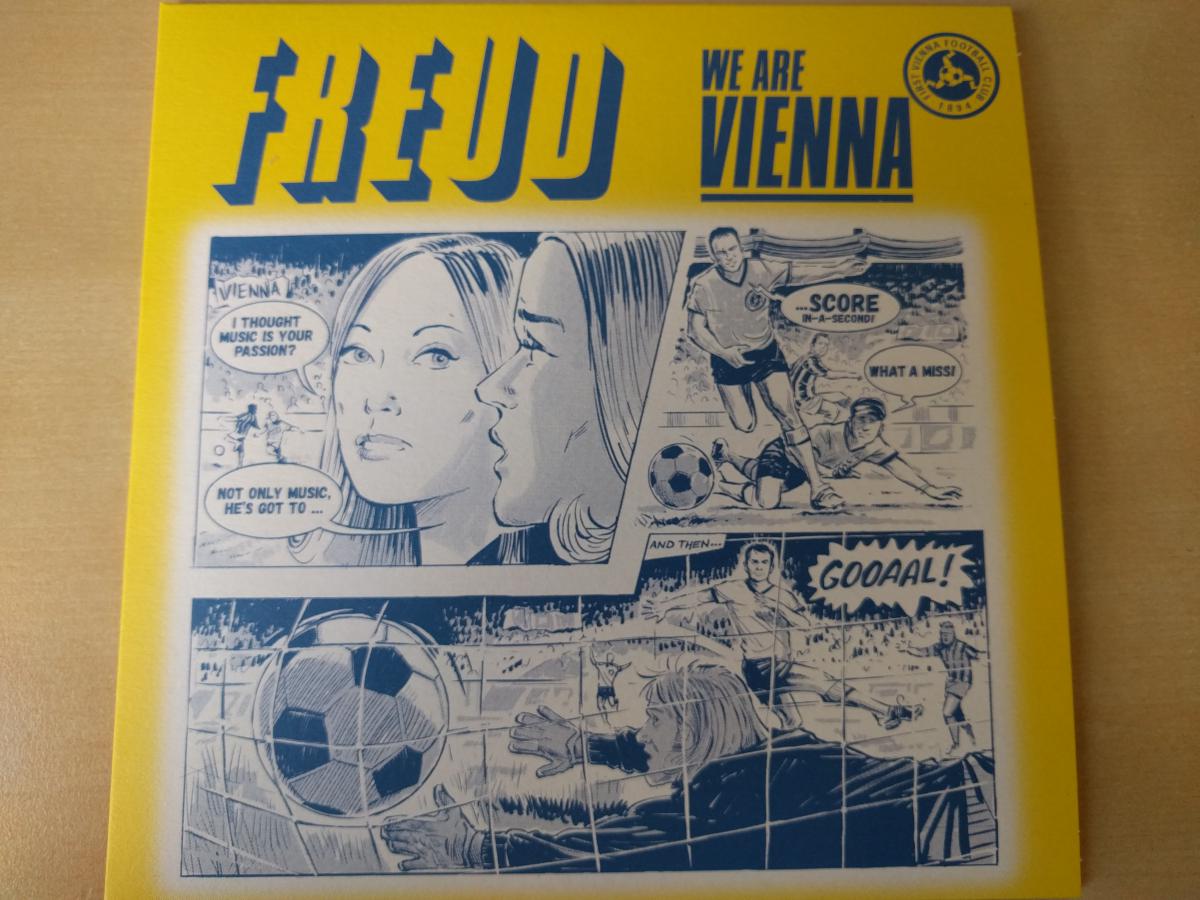 FREUD
WE ARE
VIENNA
FIRST VIENNA FOOTBALL CLUB
1894
VIENNA
I THOUGHT
MUSIC IS YOUR
PASSION?
NOT ONLY MUSIC,
HE'S GOT TO ...
...SCORE
IN-A-SECOND!
WHAT A MISS!
AND THEN...
GOOAAL!